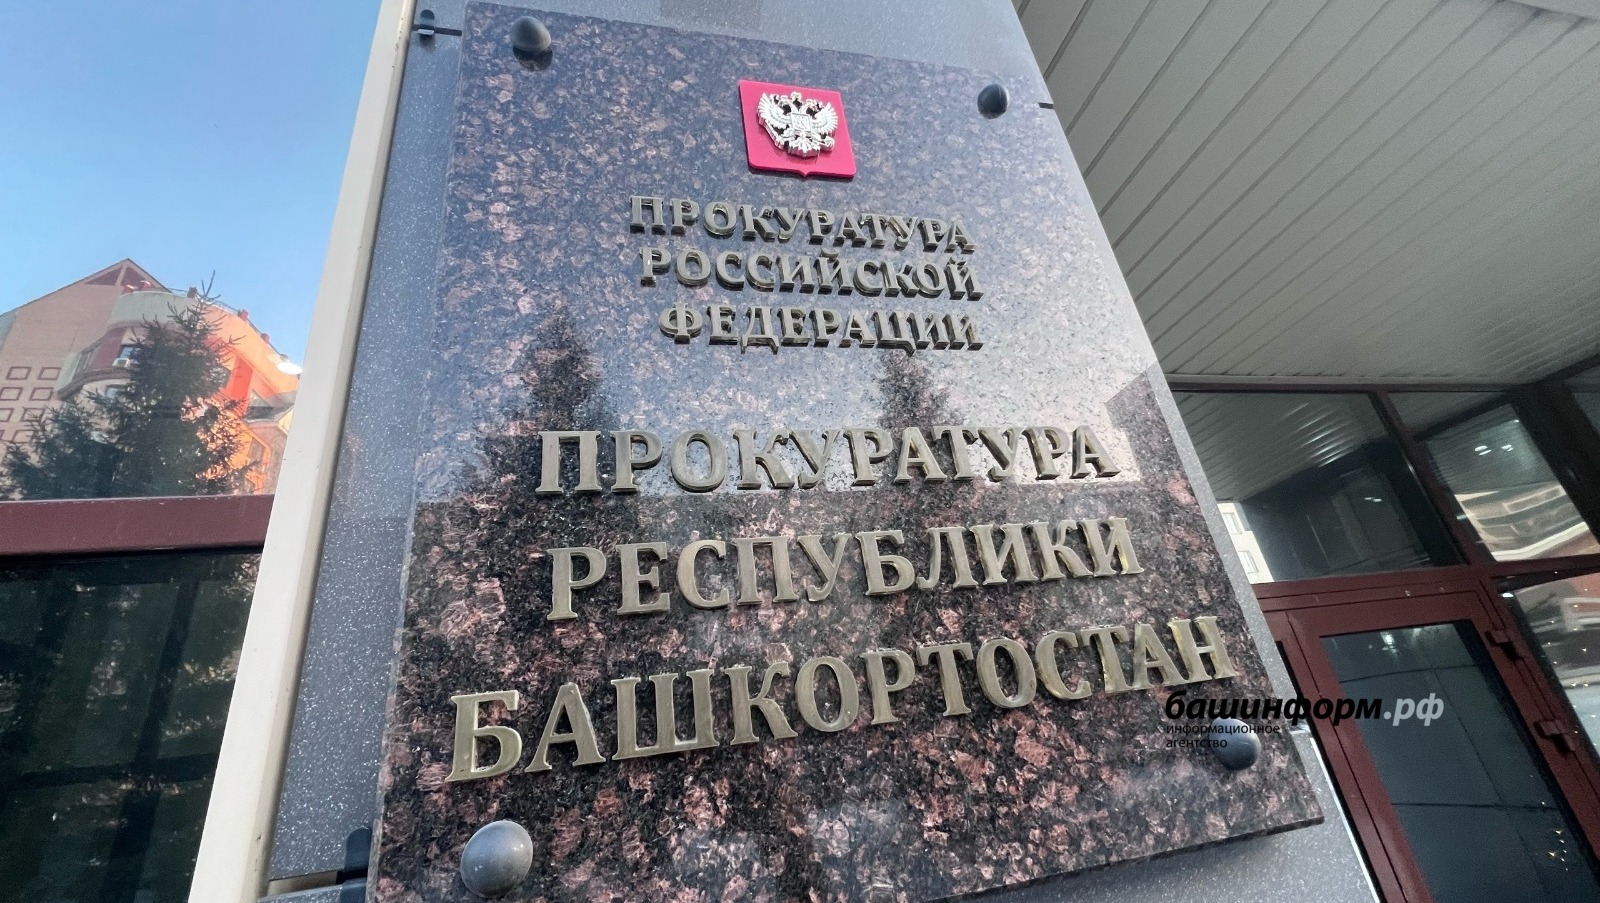 ПРОКУРАТУРА
РОССИЙСКОЙ
ФЕДЕРАЦИИ
ПРОКУРАТУРА
РЕСПУБЛИКИ
БАШКОРТОСТАН
башинформ.рф
информационное
агентство